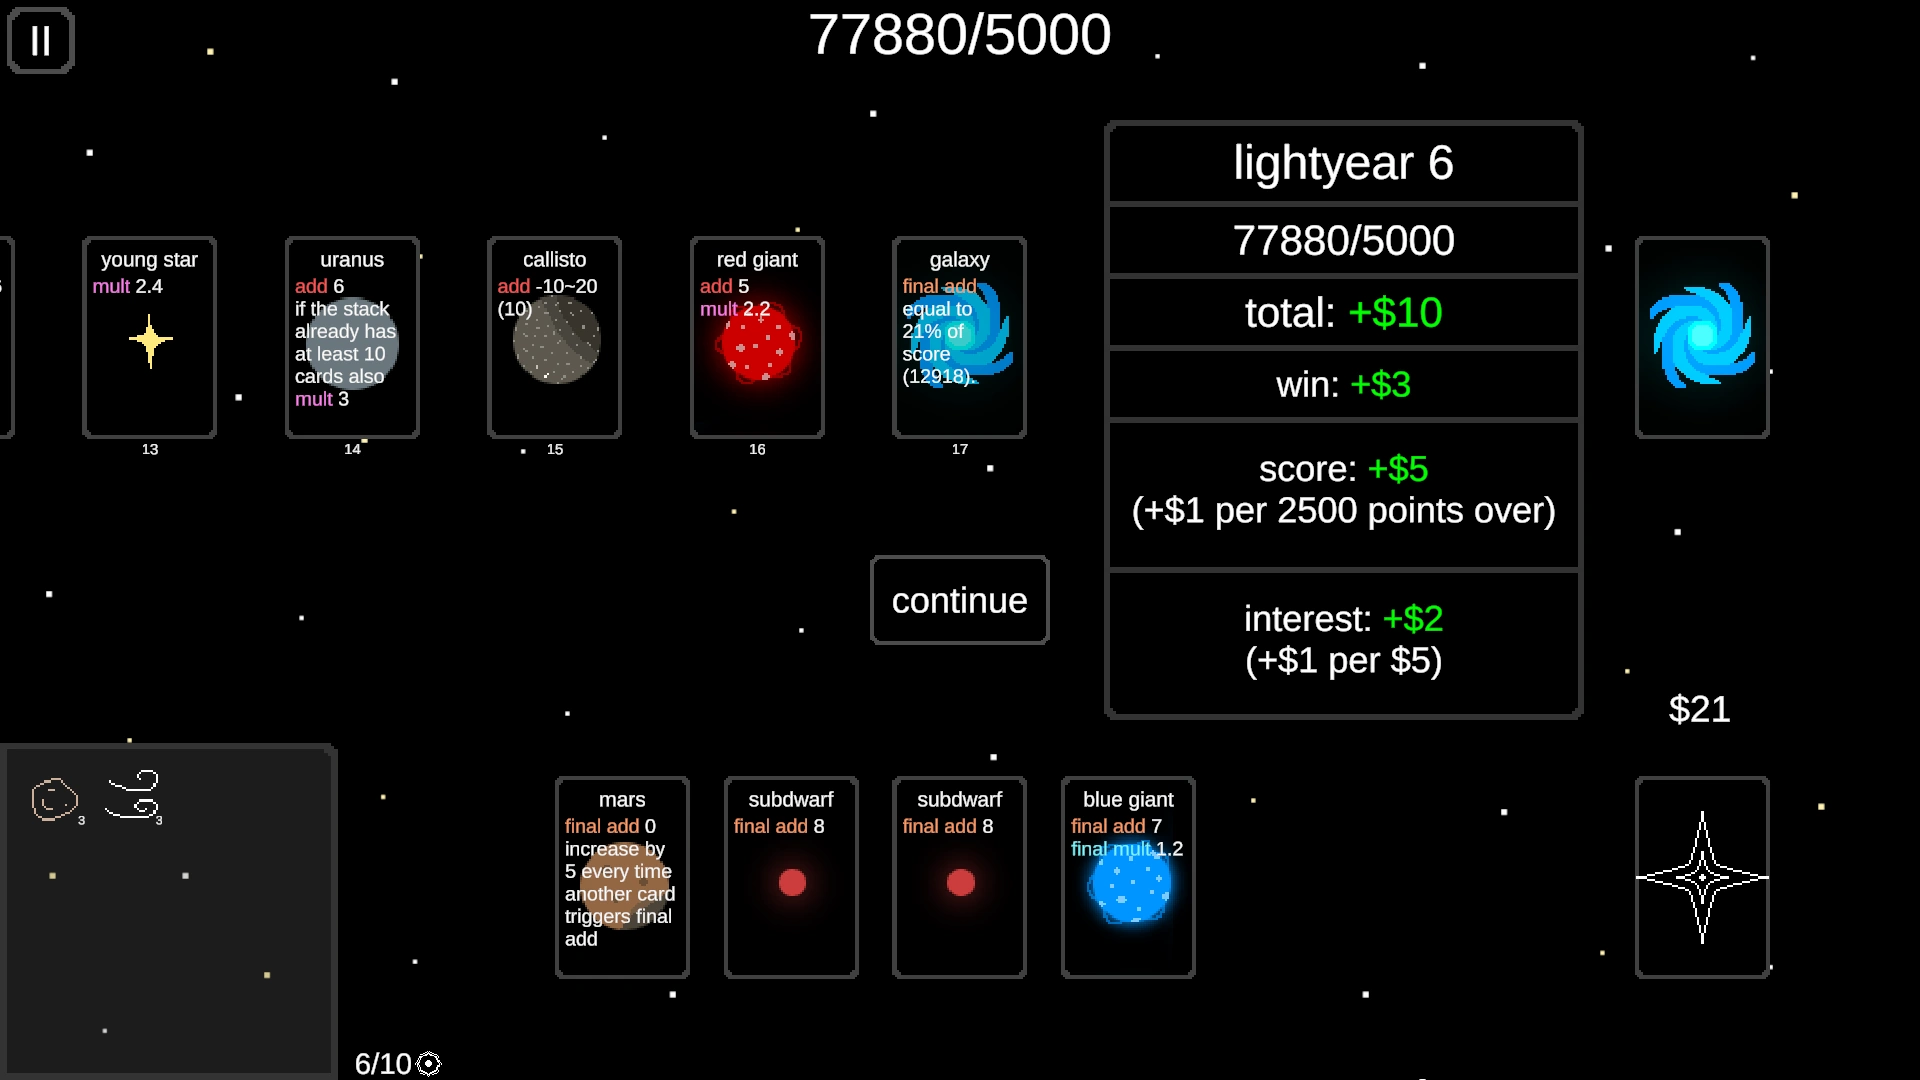 77880/5000
lightyear 6
77880/5000
total: +$10
win: +$3
score: +$5
(+$1 per 2500 points over)
interest: +$2
(+$1 per $5)
young star
mult 2.4
13
uranus
add 6
if the stack
already has
at least 10
cards also
mult 3
14
callisto
add -10~20
(10)
15
red giant
add 5
mult 2.2
16
galaxy
final add
equal to
21% of
score
(12918).
17
continue
$21
3
3
mars
final add 0
increase by
5 every time
another card
triggers final
add
subdwarf
final add 8
subdwarf
final add 8
blue giant
final add 7
final mult 1.2
6/10